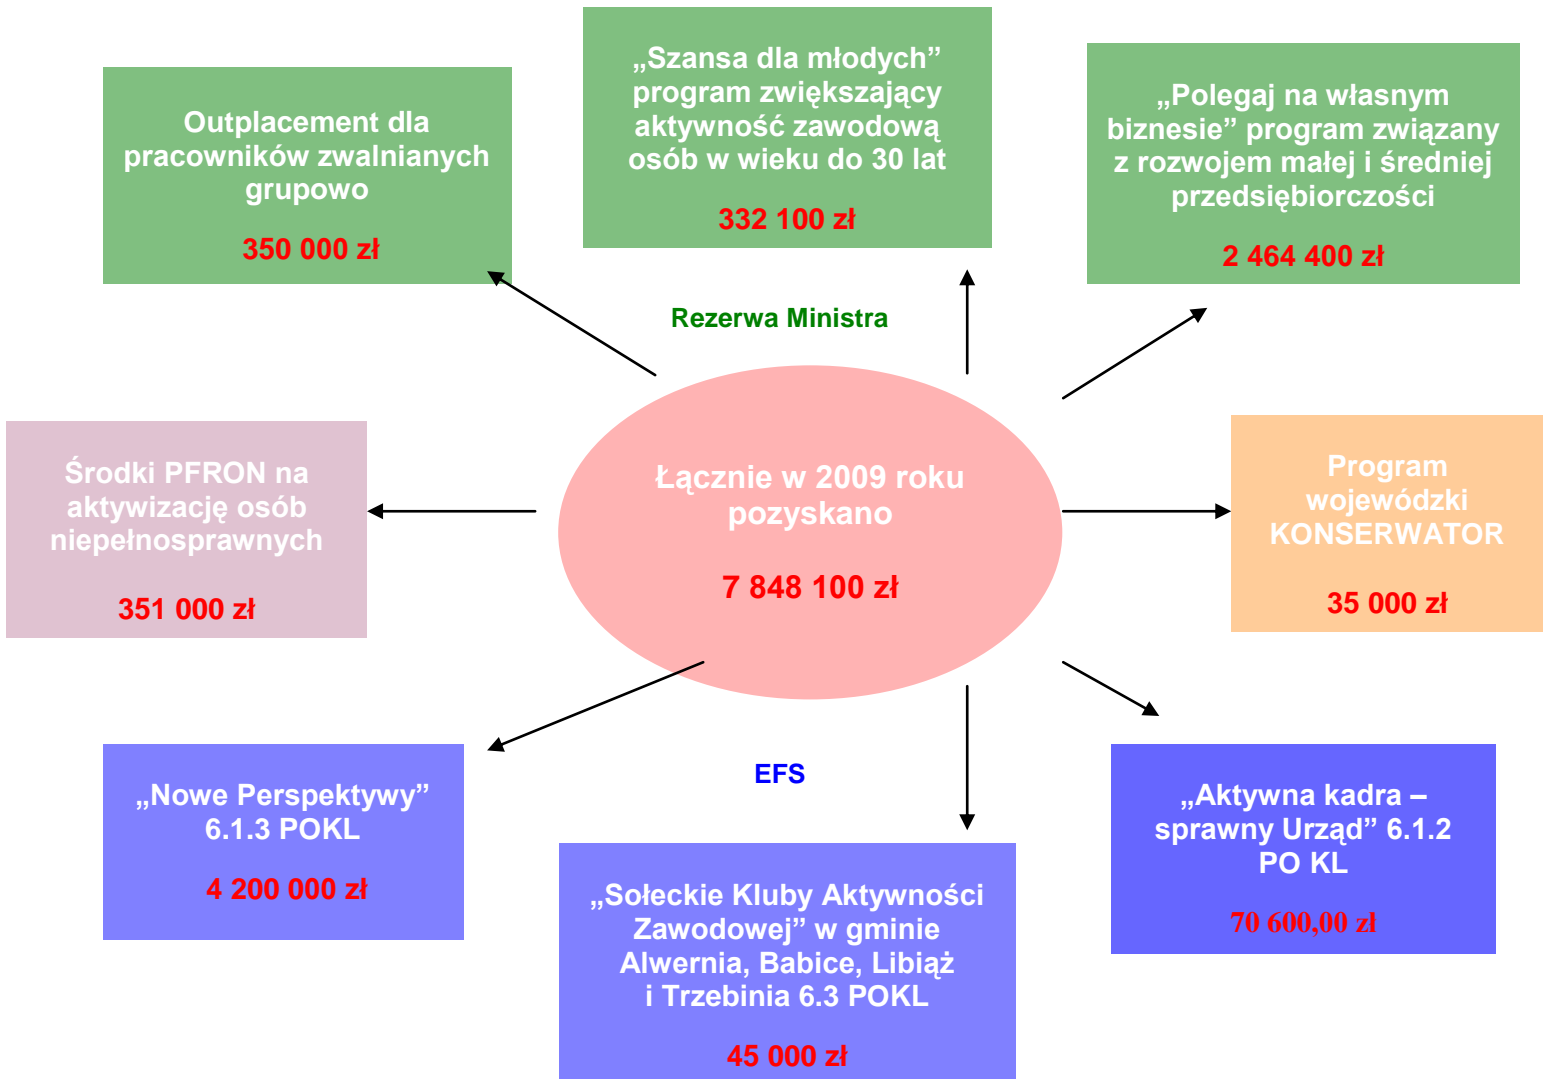 „Szansa dla młodych”
program zwiększający
aktywność zawodową
osób w wieku do 30 lat
332 100 zł
Outplacement dla
pracowników zwalnianych
grupowo
350 000 zł
„Polegaj na własnym
biznesie” program związany
z rozwojem małej i średniej
przedsiębiorczości
2 464 400 zł
Rezerwa Ministra
Środki PFRON na
aktywizację osób
niepełnosprawnych
351 000 zł
Łącznie w 2009 roku
pozyskano
7 848 100 zł
Program
wojewódzki
KONSERWATOR
35 000 zł
„Nowe Perspektywy”
6.1.3 POKL
4 200 000 zł
EFS
„Sołeckie Kluby Aktywności
Zawodowej” w gminie
Alwernia, Babice, Libiąż
i Trzebinia 6.3 POKL
45 000 zł
„Aktywna kadra –
sprawny Urząd” 6.1.2
PO KL
70 600,00 zł